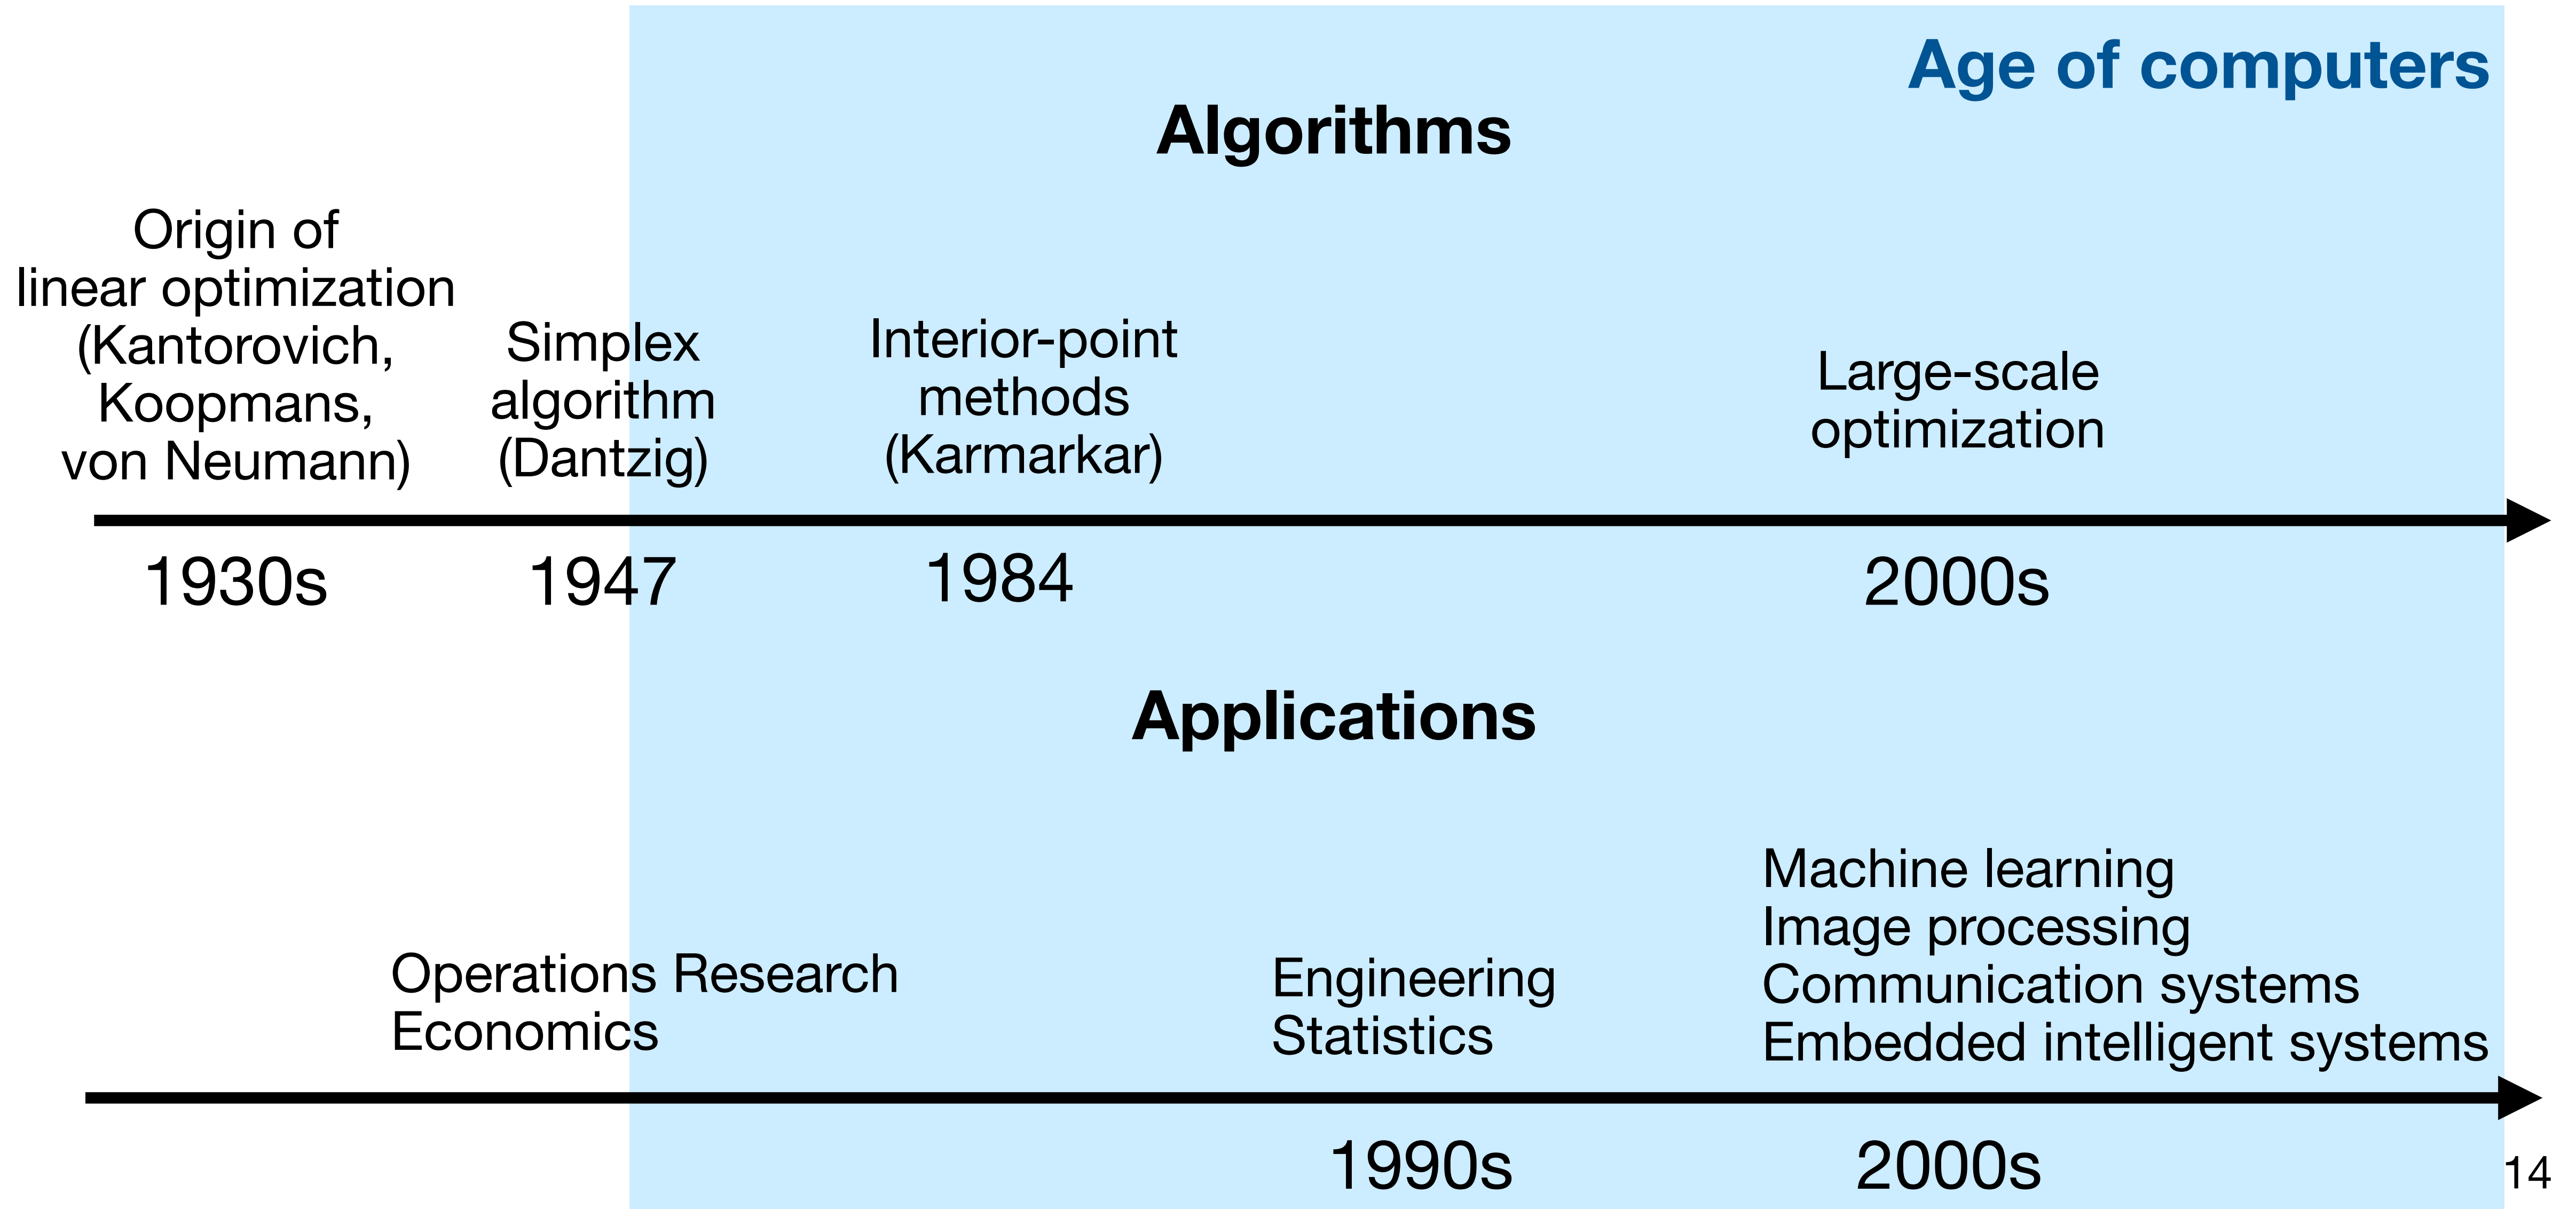 Age of computers
Algorithms
Origin of
linear optimization
(Kantorovich,
Koopmans,
von Neumann)
Simplex
algorithm
(Dantzig)
Interior-point
methods
(Karmarkar)
Large-scale
optimization
1930s
1947
1984
2000s
Applications
Operations Research
Economics
Engineering
Statistics
Machine learning
Image processing
Communication systems
Embedded intelligent systems
1990s
2000s
14